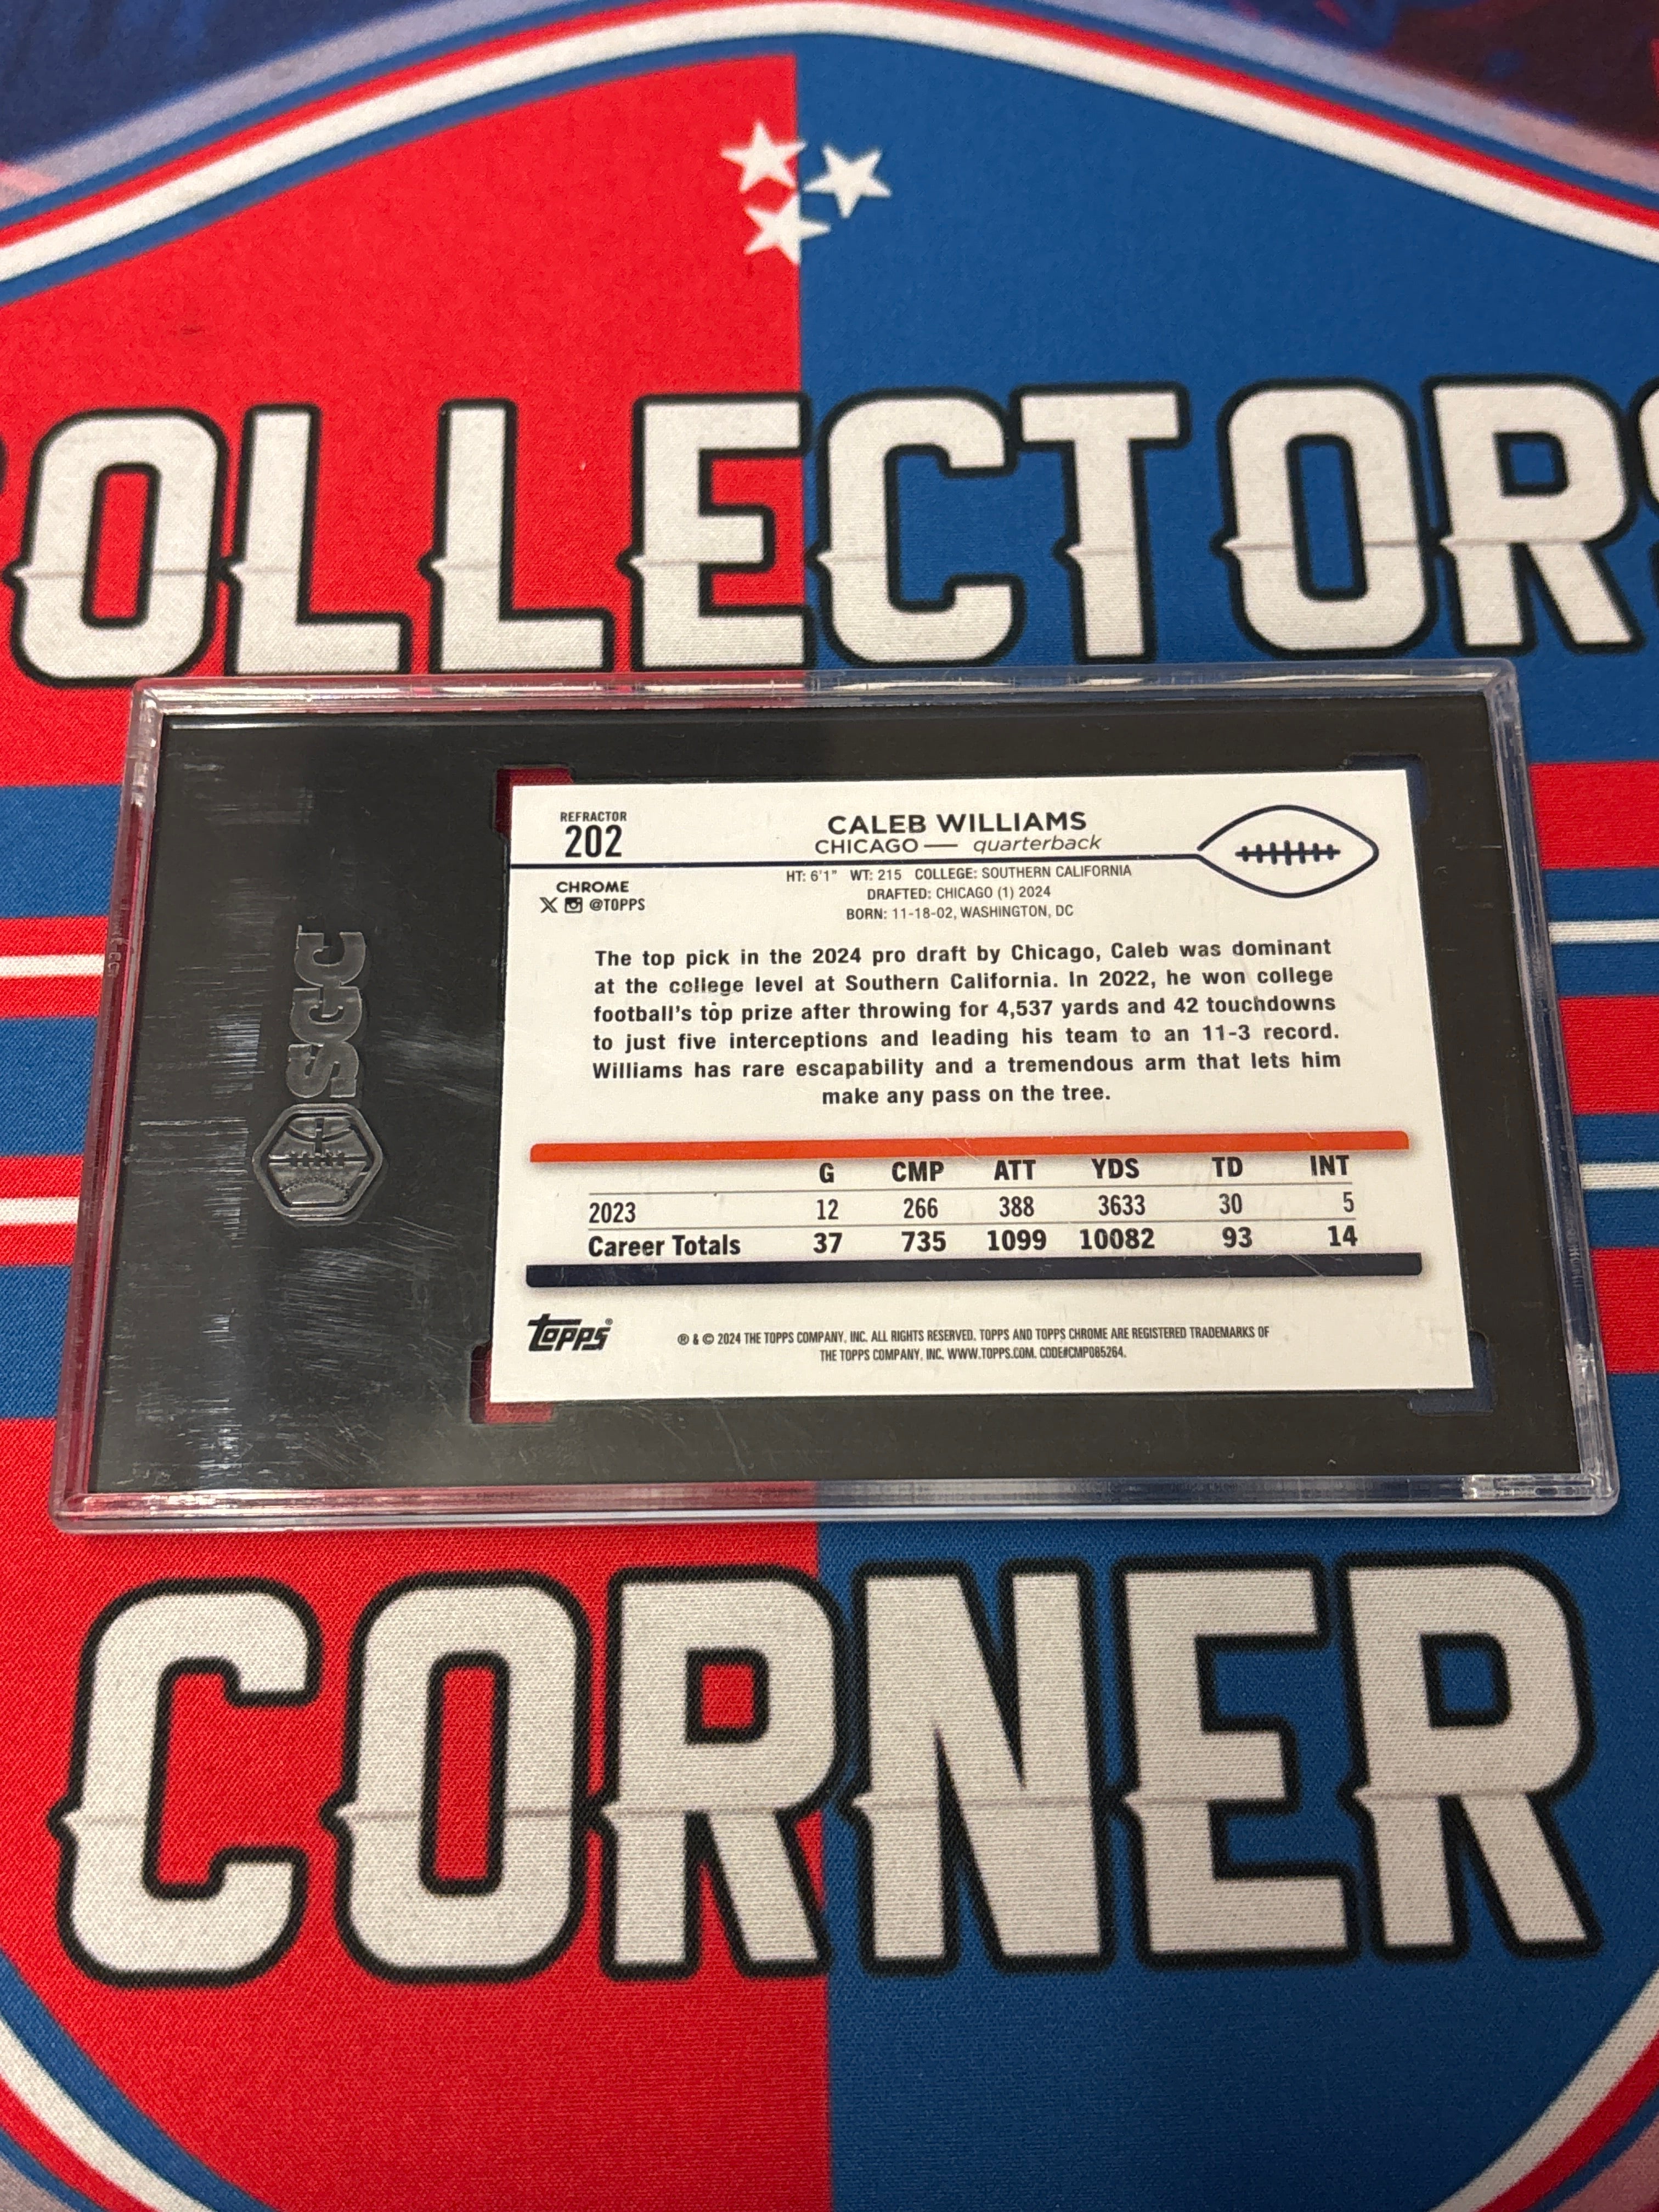 COLLECTORS
SGC
REFRACTOR
202
CALEB WILLIAMS
CHICAGO — quarterback
CHROME
X @TOPPS
HT: 6'1" WT: 215 COLLEGE: SOUTHERN CALIFORNIA
DRAFTED: CHICAGO (1) 2024
BORN: 11-18-02, WASHINGTON, DC
The top pick in the 2024 pro draft by Chicago, Caleb was dominant
at the college level at Southern California. In 2022, he won college
football's top prize after throwing for 4,537 yards and 42 touchdowns
to just five interceptions and leading his team to an 11-3 record.
Williams has rare escapability and a tremendous arm that lets him
make any pass on the tree.
G CMP ATT YDS TD INT
2023 12 266 388 3633 30 5
Career Totals 37 735 1099 10082 93 14
Topps®
® & © 2024 THE TOPPS COMPANY, INC. ALL RIGHTS RESERVED. TOPPS AND TOPPS CHROME ARE REGISTERED TRADEMARKS OF
THE TOPPS COMPANY, INC. WWW.TOPPS.COM. CODE#CMP085264.
CORNER